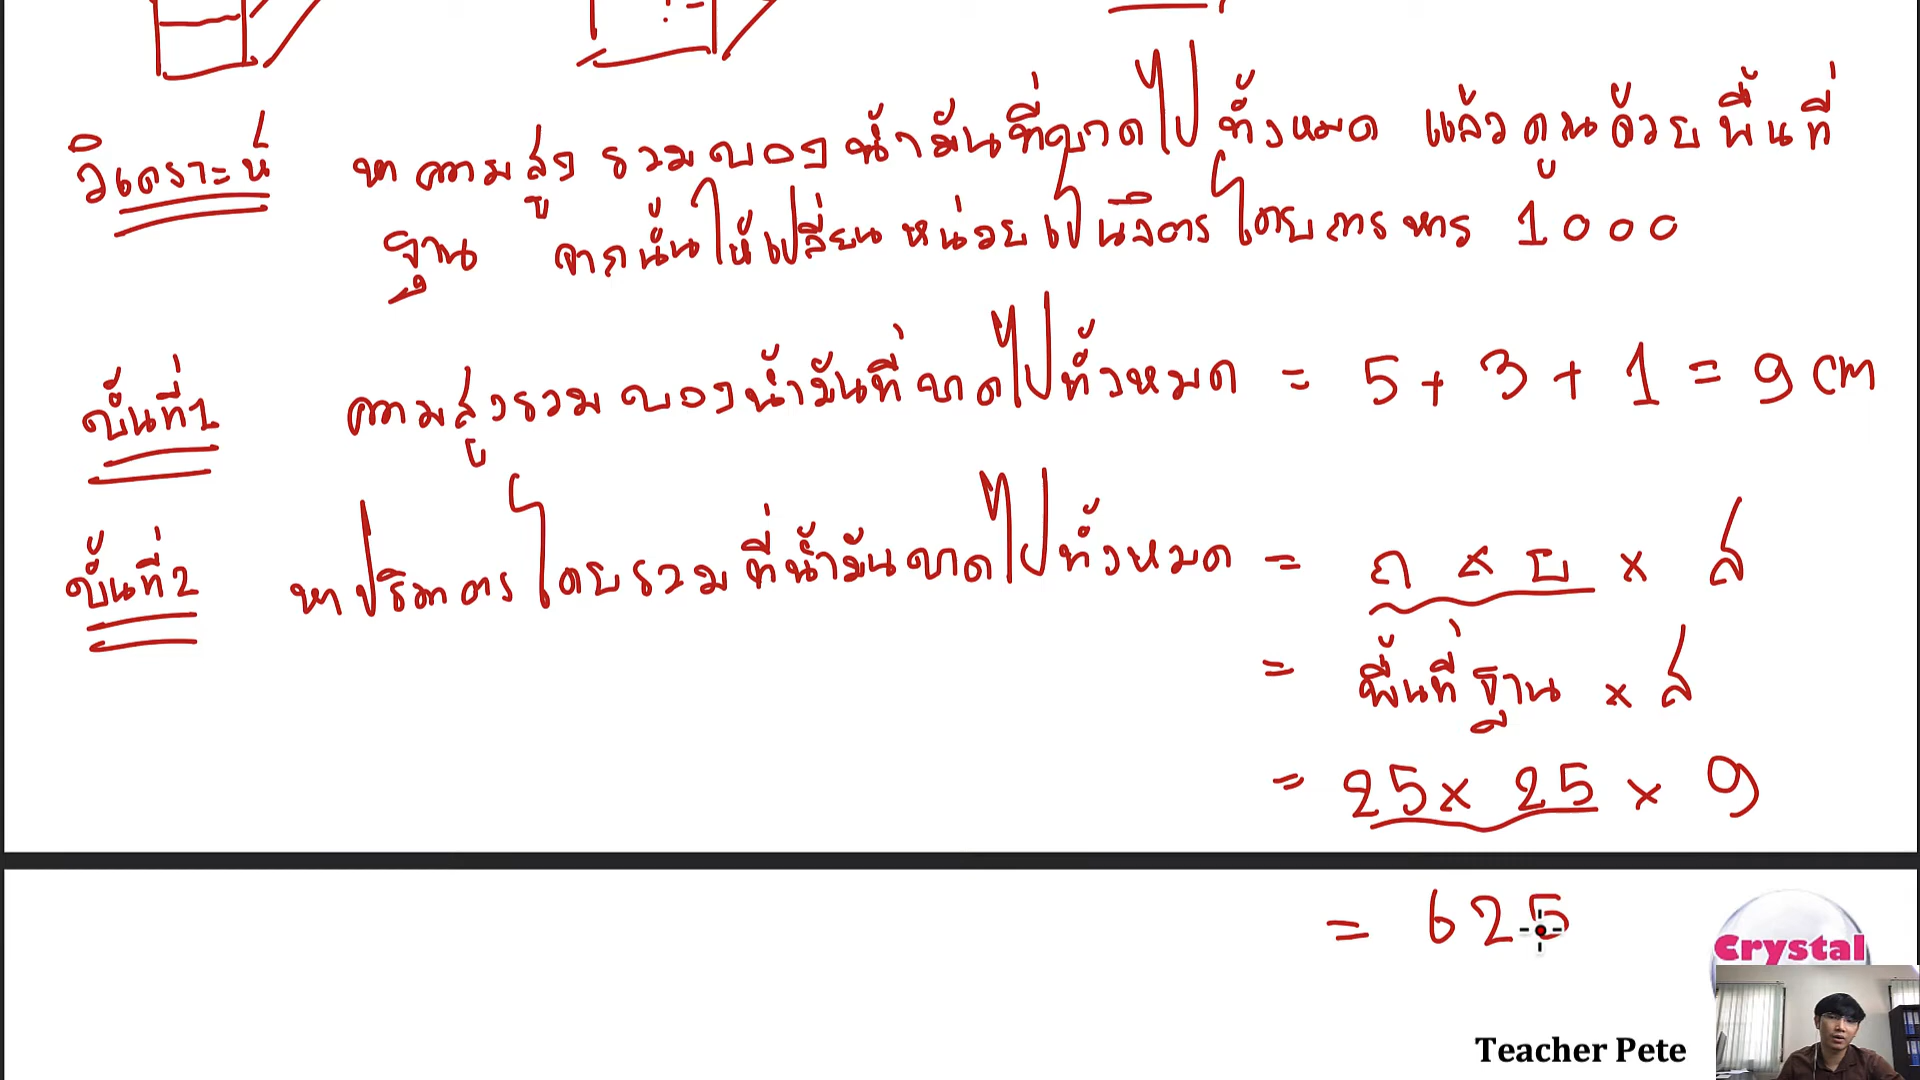 ? =
วิเคราะห์ หาความสูงรวมของน้ำมันที่ขาดไปทั้งหมด แล้วคูณด้วยพื้นที่
ฐาน จากนั้นให้เปลี่ยนหน่วยเป็นลิตรโดยการหาร 1000
ขั้นที่1 ความสูงรวมของน้ำมันที่ขาดไปทั้งหมด = 5 + 3 + 1 = 9 cm
ขั้นที่2 หาปริมาตรโดยรวมที่น้ำมันขาดไปทั้งหมด = ก × ย × ส
= พื้นที่ฐาน × ส
= 25 × 25 × 9
= 625
Crystal
Teacher Pete